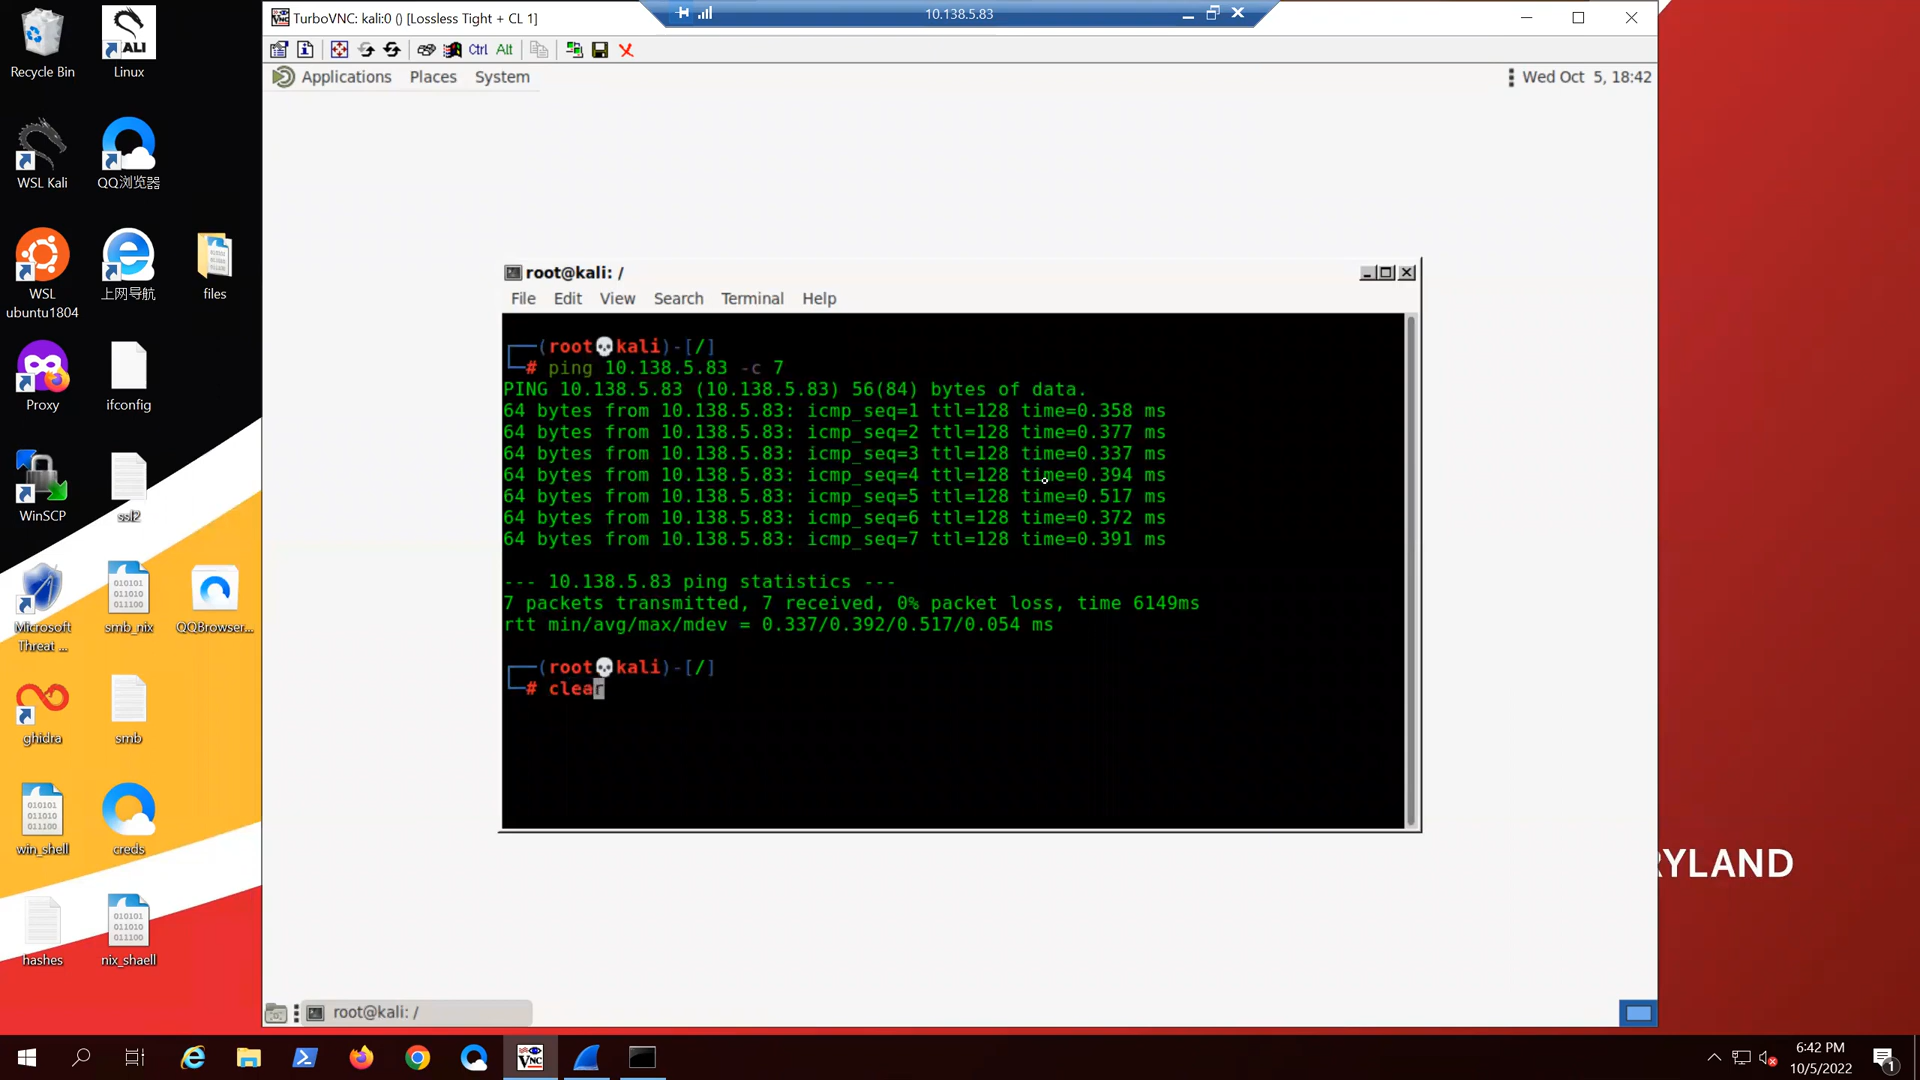 TurboVNC: kali:0 () [Lossless Tight + CL 1]
10.138.5.83
Ctrl Alt
Applications Places System
Wed Oct 5, 18:42
Recycle Bin
ALI
Linux
WSL Kali
QQ浏览器
WSL
ubuntu1804
上网导航
files
Proxy
ifconfig
WinSCP
ssl2
Microsoft
Threat ...
010101
011010
011100
smb_nix
QQBrowser...
ghidra
smb
010101
011010
011100
win_shell
creds
hashes
010101
011010
011100
nix_shaell
root@kali: /
File Edit View Search Terminal Help
┌──(root💀kali)-[/]
└─# ping 10.138.5.83 -c 7
PING 10.138.5.83 (10.138.5.83) 56(84) bytes of data.
64 bytes from 10.138.5.83: icmp_seq=1 ttl=128 time=0.358 ms
64 bytes from 10.138.5.83: icmp_seq=2 ttl=128 time=0.377 ms
64 bytes from 10.138.5.83: icmp_seq=3 ttl=128 time=0.337 ms
64 bytes from 10.138.5.83: icmp_seq=4 ttl=128 time=0.394 ms
64 bytes from 10.138.5.83: icmp_seq=5 ttl=128 time=0.517 ms
64 bytes from 10.138.5.83: icmp_seq=6 ttl=128 time=0.372 ms
64 bytes from 10.138.5.83: icmp_seq=7 ttl=128 time=0.391 ms
--- 10.138.5.83 ping statistics ---
7 packets transmitted, 7 received, 0% packet loss, time 6149ms
rtt min/avg/max/mdev = 0.337/0.392/0.517/0.054 ms
┌──(root💀kali)-[/]
└─# clear
RYLAND
root@kali: /
VNC
6:42 PM
10/5/2022
1